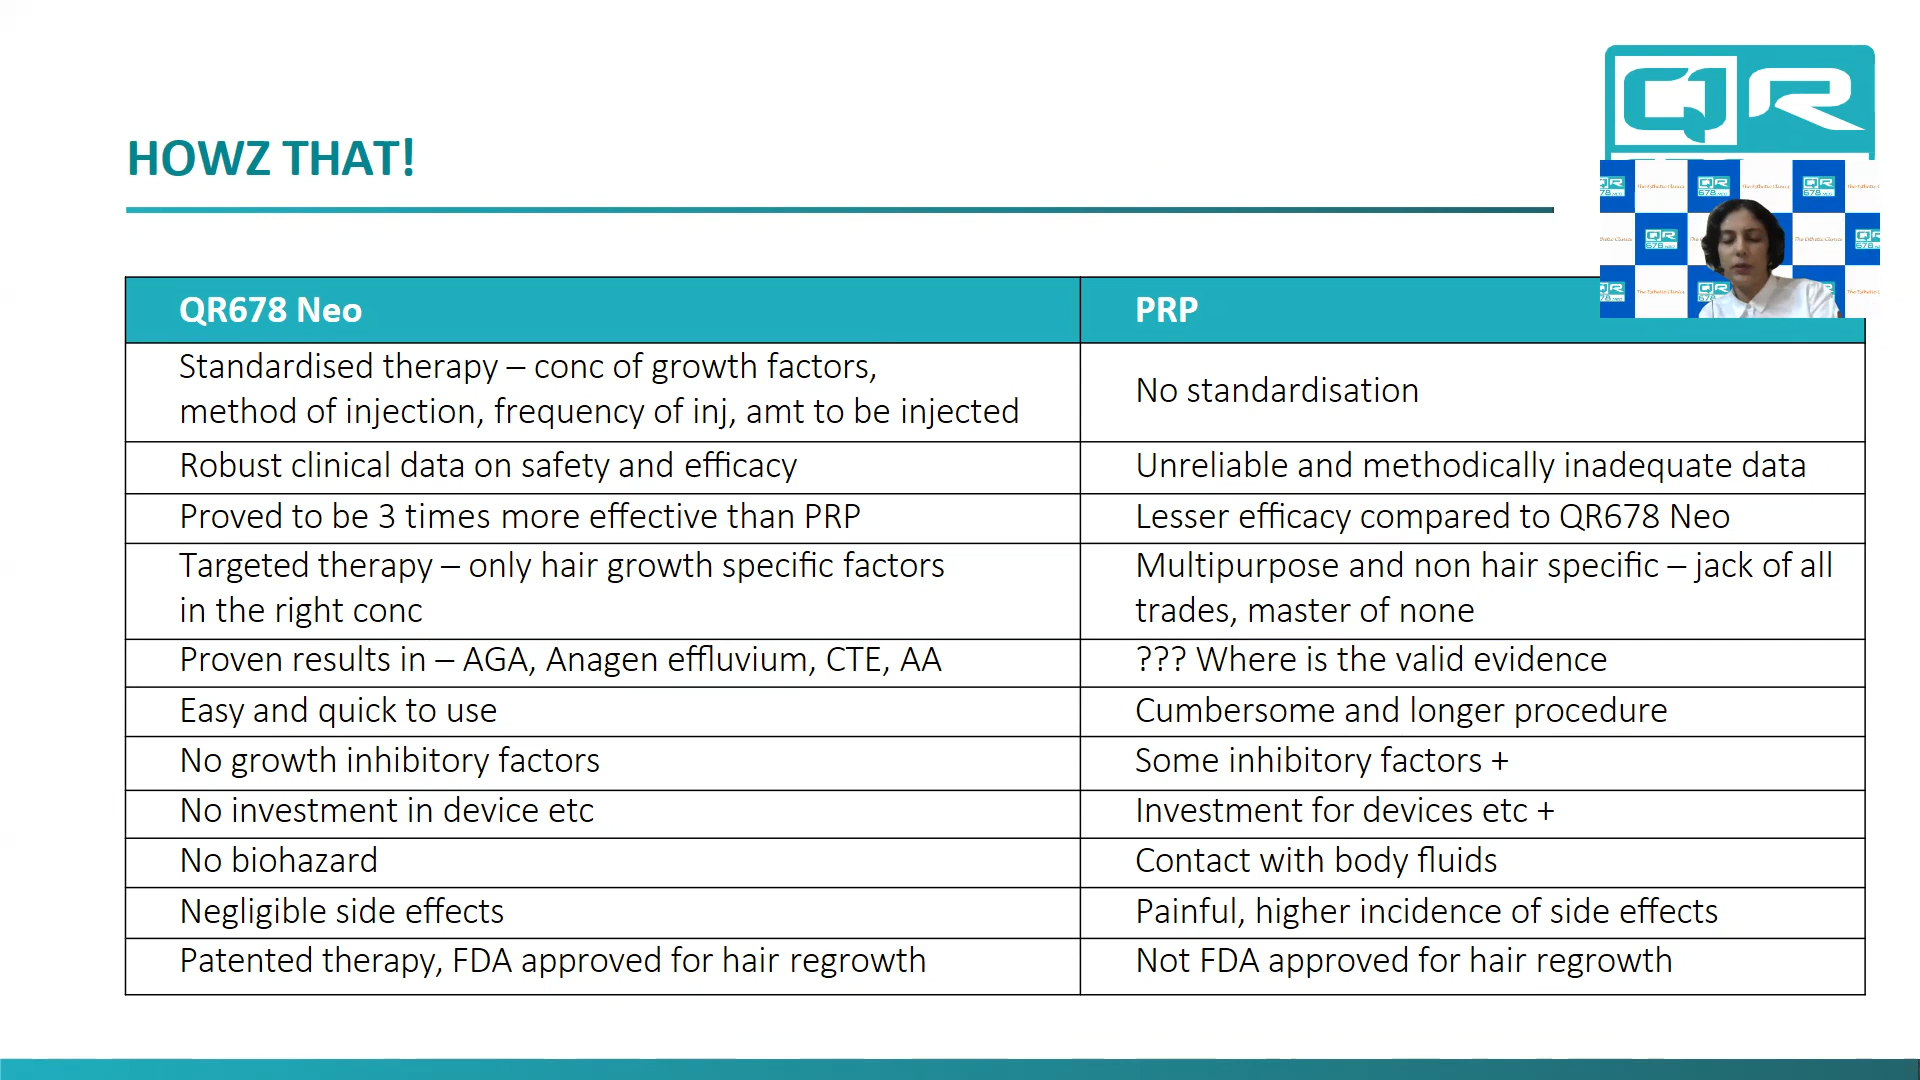 QR
HOWZ THAT!
QR678 Neo
PRP
Standardised therapy – conc of growth factors,
method of injection, frequency of inj, amt to be injected
No standardisation
Robust clinical data on safety and efficacy
Unreliable and methodically inadequate data
Proved to be 3 times more effective than PRP
Lesser efficacy compared to QR678 Neo
Targeted therapy – only hair growth specific factors
in the right conc
Multipurpose and non hair specific – jack of all
trades, master of none
Proven results in – AGA, Anagen effluvium, CTE, AA
??? Where is the valid evidence
Easy and quick to use
Cumbersome and longer procedure
No growth inhibitory factors
Some inhibitory factors +
No investment in device etc
Investment for devices etc +
No biohazard
Contact with body fluids
Negligible side effects
Painful, higher incidence of side effects
Patented therapy, FDA approved for hair regrowth
Not FDA approved for hair regrowth